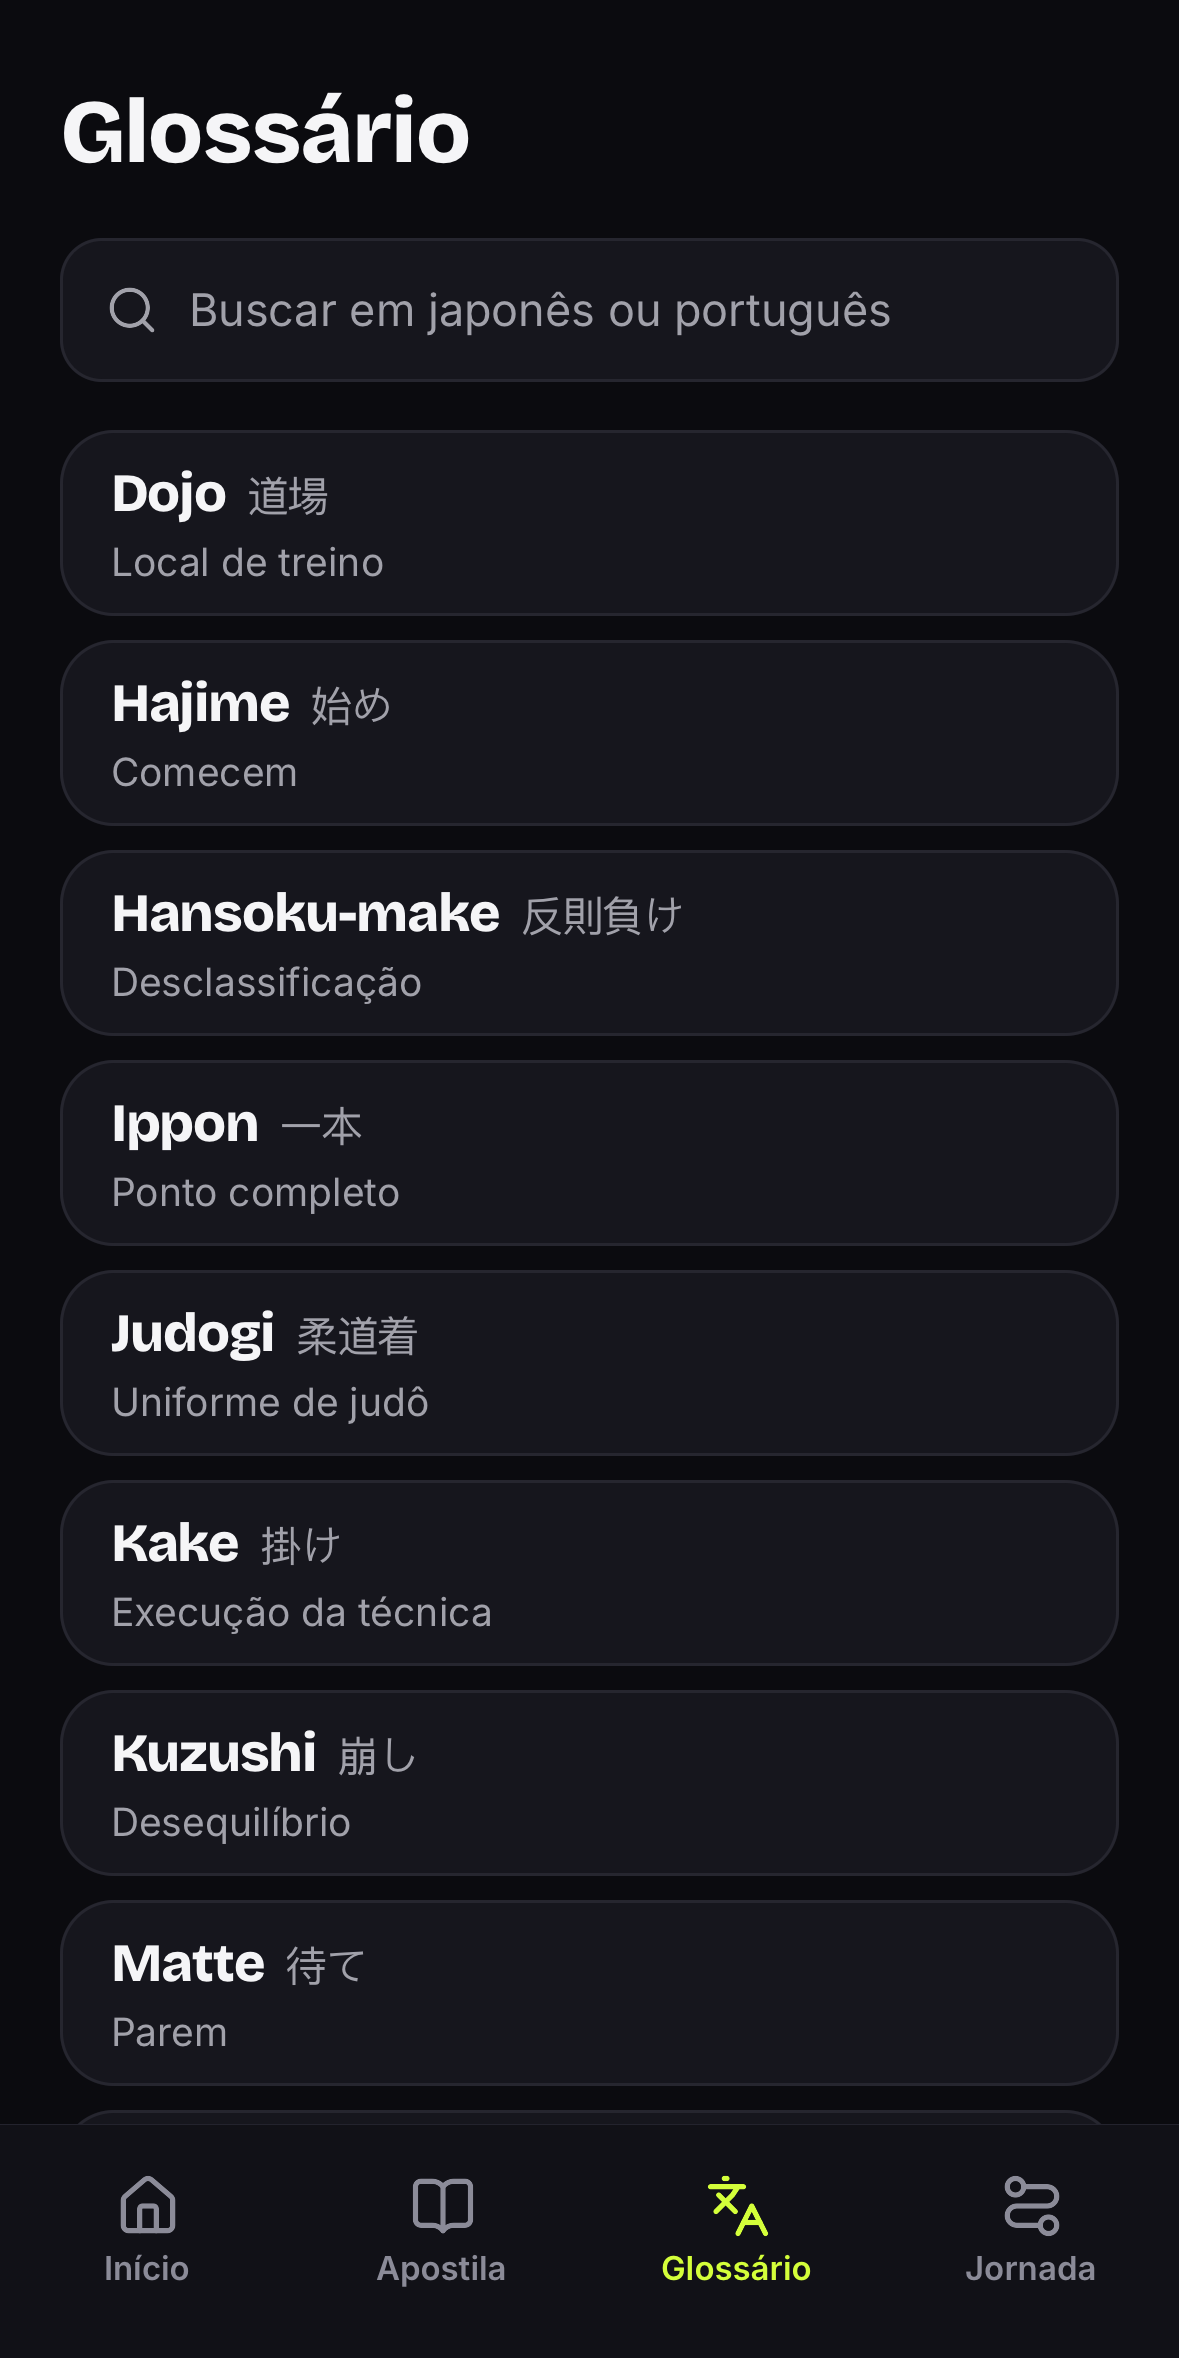 Glossário
Buscar em japonês ou português
Dojo 道場
Local de treino
Hajime 始め
Comecem
Hansoku-make 反則負け
Desclassificação
Ippon 一本
Ponto completo
Judogi 柔道着
Uniforme de judô
Kake 掛け
Execução da técnica
Kuzushi 崩し
Desequilíbrio
Matte 待て
Parem
Início
Apostila
Glossário
Jornada